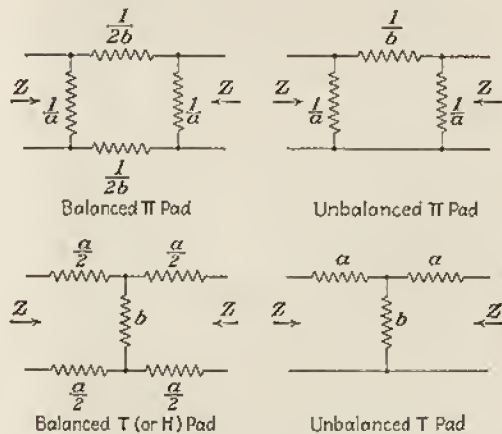 1/2b
1/b
Z
1/a
1/a
Z
Z
1/a
1/a
Z
1/2b
Balanced Π Pad
Unbalanced Π Pad
a/2
a/2
a
a
Z
b
Z
Z
b
Z
a/2
a/2
Balanced T (or H) Pad
Unbalanced T Pad